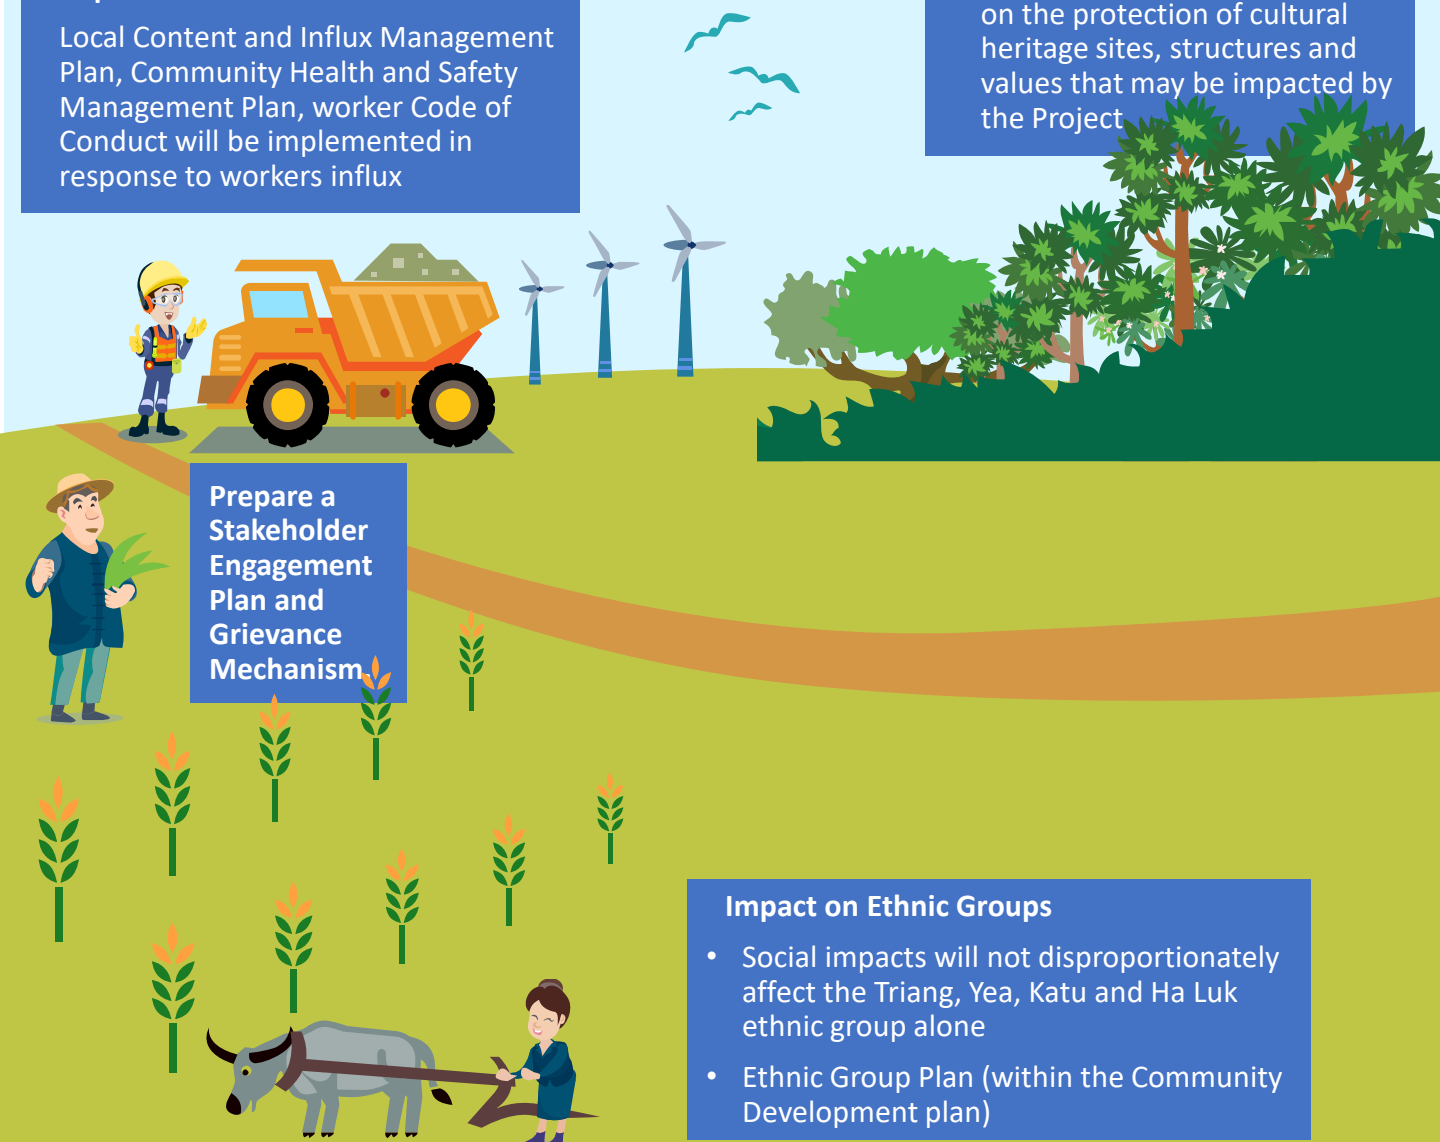 Local Content and Influx Management
Plan, Community Health and Safety
Management Plan, worker Code of
Conduct will be implemented in
response to workers influx
on the protection of cultural
heritage sites, structures and
values that may be impacted by
the Project
Prepare a
Stakeholder
Engagement
Plan and
Grievance
Mechanism.
Impact on Ethnic Groups
• Social impacts will not disproportionately
affect the Triang, Yea, Katu and Ha Luk
ethnic group alone
• Ethnic Group Plan (within the Community
Development plan)